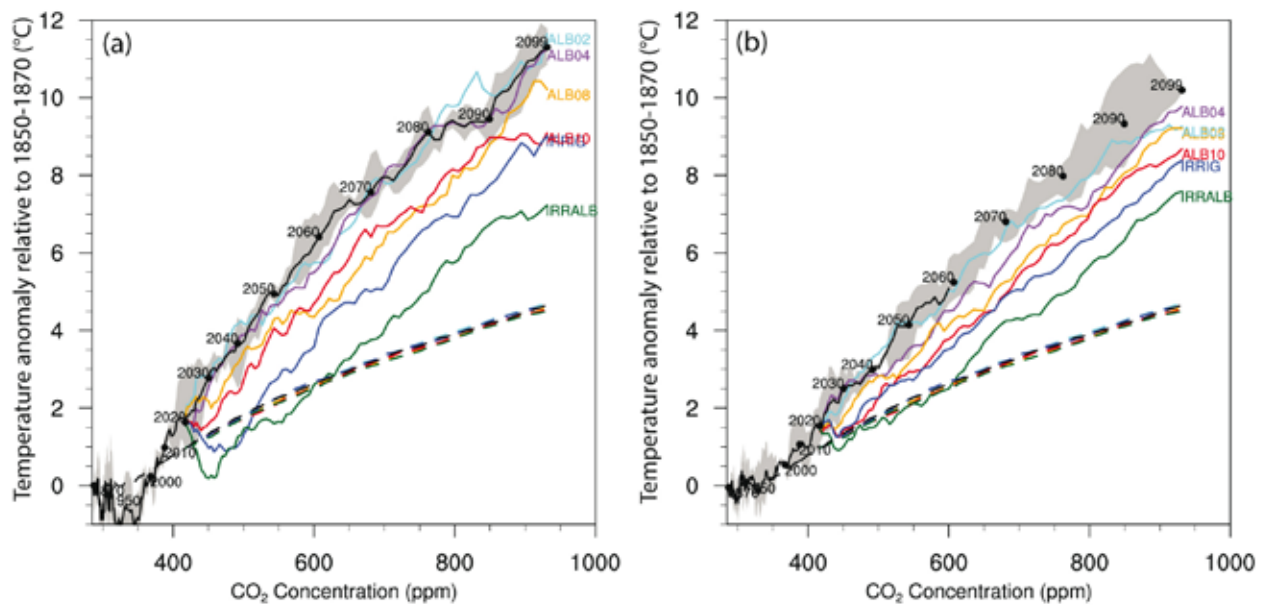 (a)
Temperature anomaly relative to 1850-1870 (°C)
12
10
8
6
4
2
0
400
600
800
1000
CO2 Concentration (ppm)
2000
2010
2020
2030
2040
2050
2060
2070
2080
2090
2099
ALB02
ALB04
ALB08
ALB10
IRRIG
IRRALB
(b)
Temperature anomaly relative to 1850-1870 (°C)
12
10
8
6
4
2
0
400
600
800
1000
CO2 Concentration (ppm)
2000
2010
2020
2030
2040
2050
2060
2070
2080
2090
2099
ALB04
ALB10
IRRIG
IRRALB